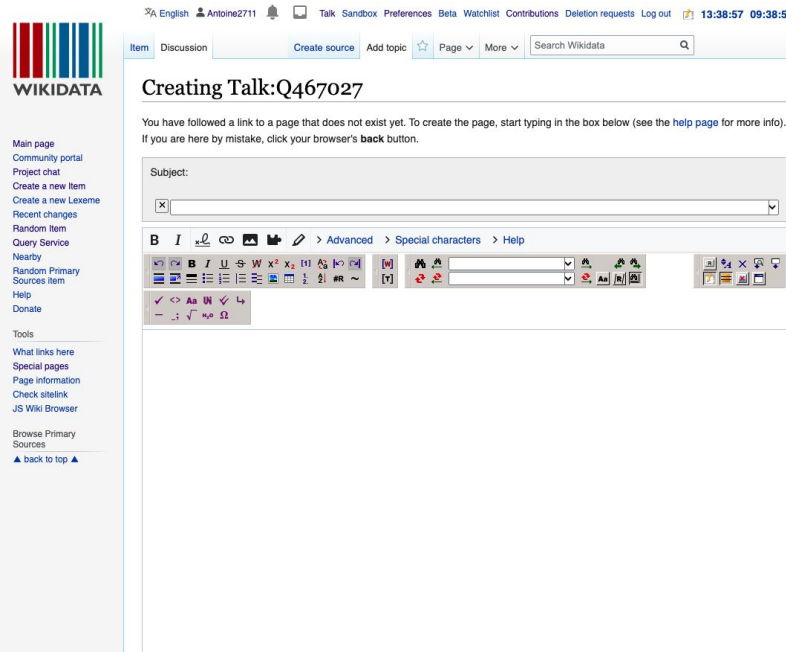 English Antoine2711 Talk Sandbox Preferences Beta Watchlist Contributions Deletion requests Log out 13:38:57 09:38:5
Item Discussion Create source Add topic Page More Search Wikidata
WIKIDATA
Creating Talk:Q467027
You have followed a link to a page that does not exist yet. To create the page, start typing in the box below (see the help page for more info).
If you are here by mistake, click your browser's back button.
Main page
Community portal
Project chat
Create a new Item
Create a new Lexeme
Recent changes
Random Item
Query Service
Nearby
Random Primary
Sources item
Help
Donate
Tools
What links here
Special pages
Page information
Check sitelink
JS Wiki Browser
Browse Primary
Sources
▲ back to top ▲
Subject:
B I Advanced Special characters Help
B I U S W x² x₂ [1] [W]
#R ~ [T] Aa /R/
<> Aa
– _; √ H₂O Ω